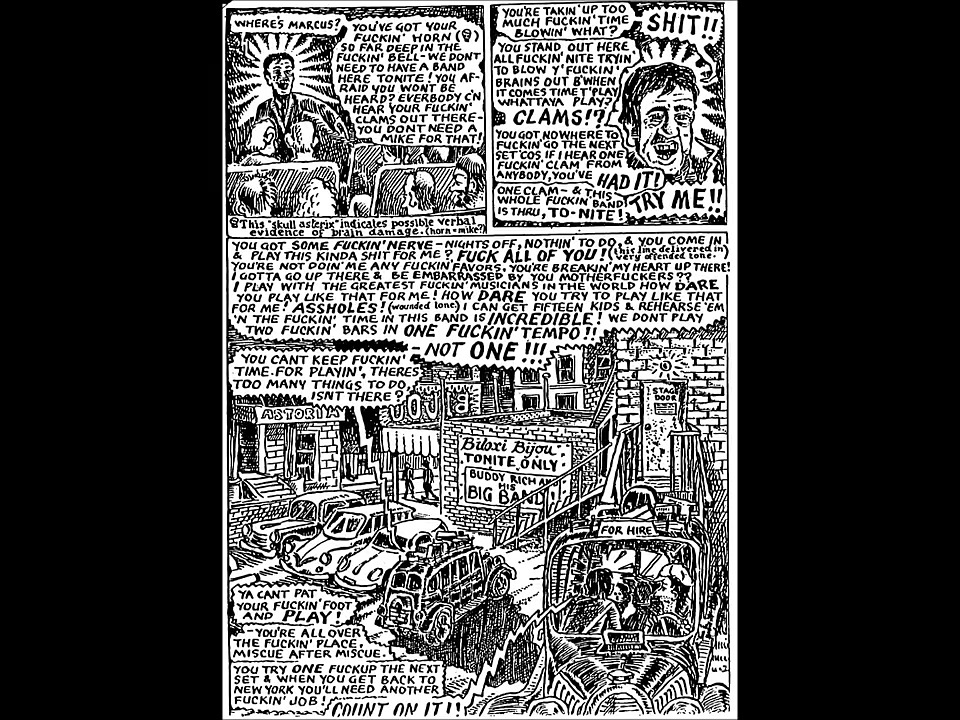 WHERE'S MARCUS?
YOU'VE GOT YOUR
FUCKIN' HORN (💀)
SO FAR DEEP IN THE
FUCKIN' BELL-WE DONT
NEED TO HAVE A BAND
HERE TONITE! YOU AF-
RAID YOU WON'T BE
HEARD? EVERBODY C'N
HEAR YOUR FUCKIN'
CLAMS OUT THERE-
YOU DON'T NEED A
MIKE FOR THAT!
💀This "skull asterix" indicates possible verbal
evidence of brain damage. (horn=mike?)
YOU'RE TAKIN' UP TOO
MUCH FUCKIN' TIME
BLOWIN' WHAT?
SHIT!!
YOU STAND OUT HERE
ALL FUCKIN' NITE TRYIN
TO BLOW Y'FUCKIN'
BRAINS OUT & WHEN
IT COMES TIME T'PLAY
WHATTAYA PLAY?
CLAMS!?
YOU GOT NOWHERE TO
FUCKIN' GO THE NEXT
SET 'COS IF I HEAR ONE
FUCKIN' CLAM FROM
ANYBODY, YOU'VE
HAD IT!
ONE CLAM- & THIS
WHOLE FUCKIN' BAND
IS THRU, TO-NITE!
TRY ME!!
YOU GOT SOME FUCKIN' NERVE-NIGHTS OFF, NOTHIN' TO DO, & YOU COME IN
& PLAY THIS KINDA SHIT FOR ME? FUCK ALL OF YOU! (this line delivered in very offended tone.)
YOU'RE NOT DOIN' ME ANY FUCKIN' FAVORS. YOU'RE BREAKIN' MY HEART UP THERE!
I GOTTA GO UP THERE & BE EMBARRASSED BY YOU MOTHERFUCKERS??
I PLAY WITH THE GREATEST FUCKIN' MUSICIANS IN THE WORLD HOW DARE
YOU PLAY LIKE THAT FOR ME! HOW DARE YOU TRY TO PLAY LIKE THAT
FOR ME! ASSHOLES! (wounded tone) I CAN GET FIFTEEN KIDS & REHEARSE 'EM
'N THE FUCKIN' TIME IN THIS BAND IS INCREDIBLE! WE DONT PLAY
TWO FUCKIN' BARS IN ONE FUCKIN' TEMPO!!
-NOT ONE!!!
YOU CANT KEEP FUCKIN'
TIME. FOR PLAYIN', THERES
TOO MANY THINGS TO DO,
ISNT THERE?
ASTORIA
STAGE
DOOR
Biloxi Bijou
TONITE ONLY:
BUDDY RICH AN
HIS
BIG BAND
FOR HIRE
YA CANT PAT
YOUR FUCKIN' FOOT
AND PLAY!
-YOU'RE ALL OVER
THE FUCKIN' PLACE,
MISCUE AFTER MISCUE.
YOU TRY ONE FUCKUP THE NEXT
SET & WHEN YOU GET BACK TO
NEW YORK YOU'LL NEED ANOTHER
FUCKIN' JOB!
COUNT ON IT!!